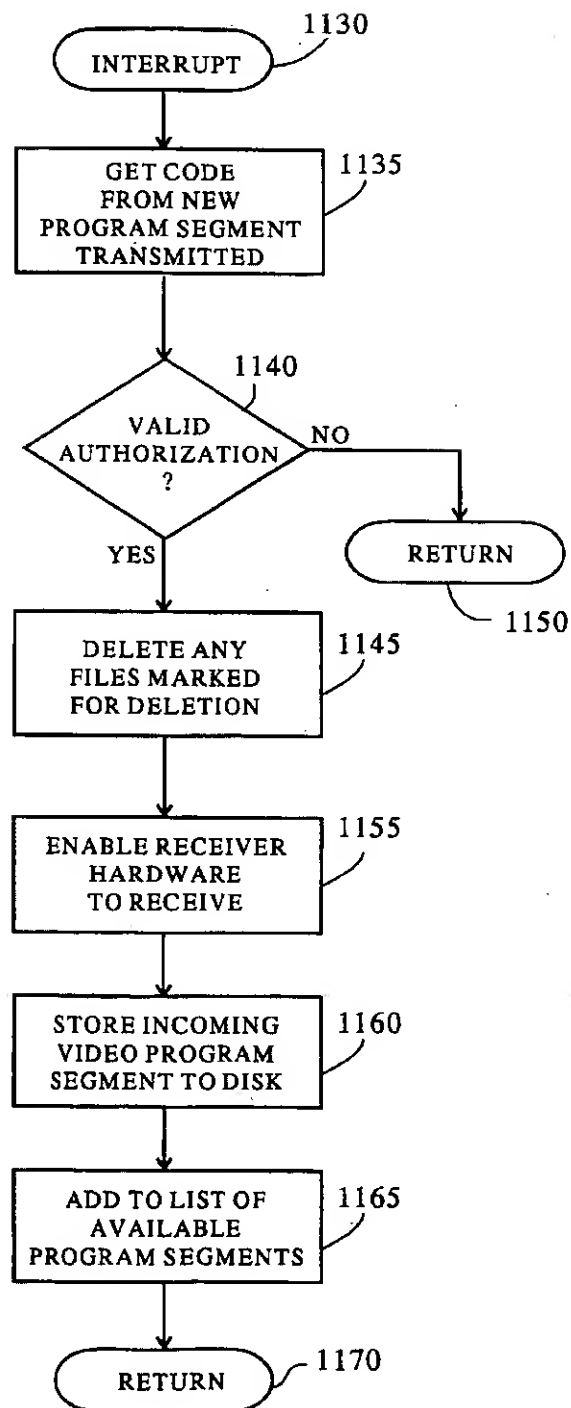 1130
INTERRUPT
1135
GET CODE
FROM NEW
PROGRAM SEGMENT
TRANSMITTED
1140
VALID
AUTHORIZATION
?
NO
YES
RETURN
1150
1145
DELETE ANY
FILES MARKED
FOR DELETION
1155
ENABLE RECEIVER
HARDWARE
TO RECEIVE
1160
STORE INCOMING
VIDEO PROGRAM
SEGMENT TO DISK
1165
ADD TO LIST OF
AVAILABLE
PROGRAM SEGMENTS
1170
RETURN